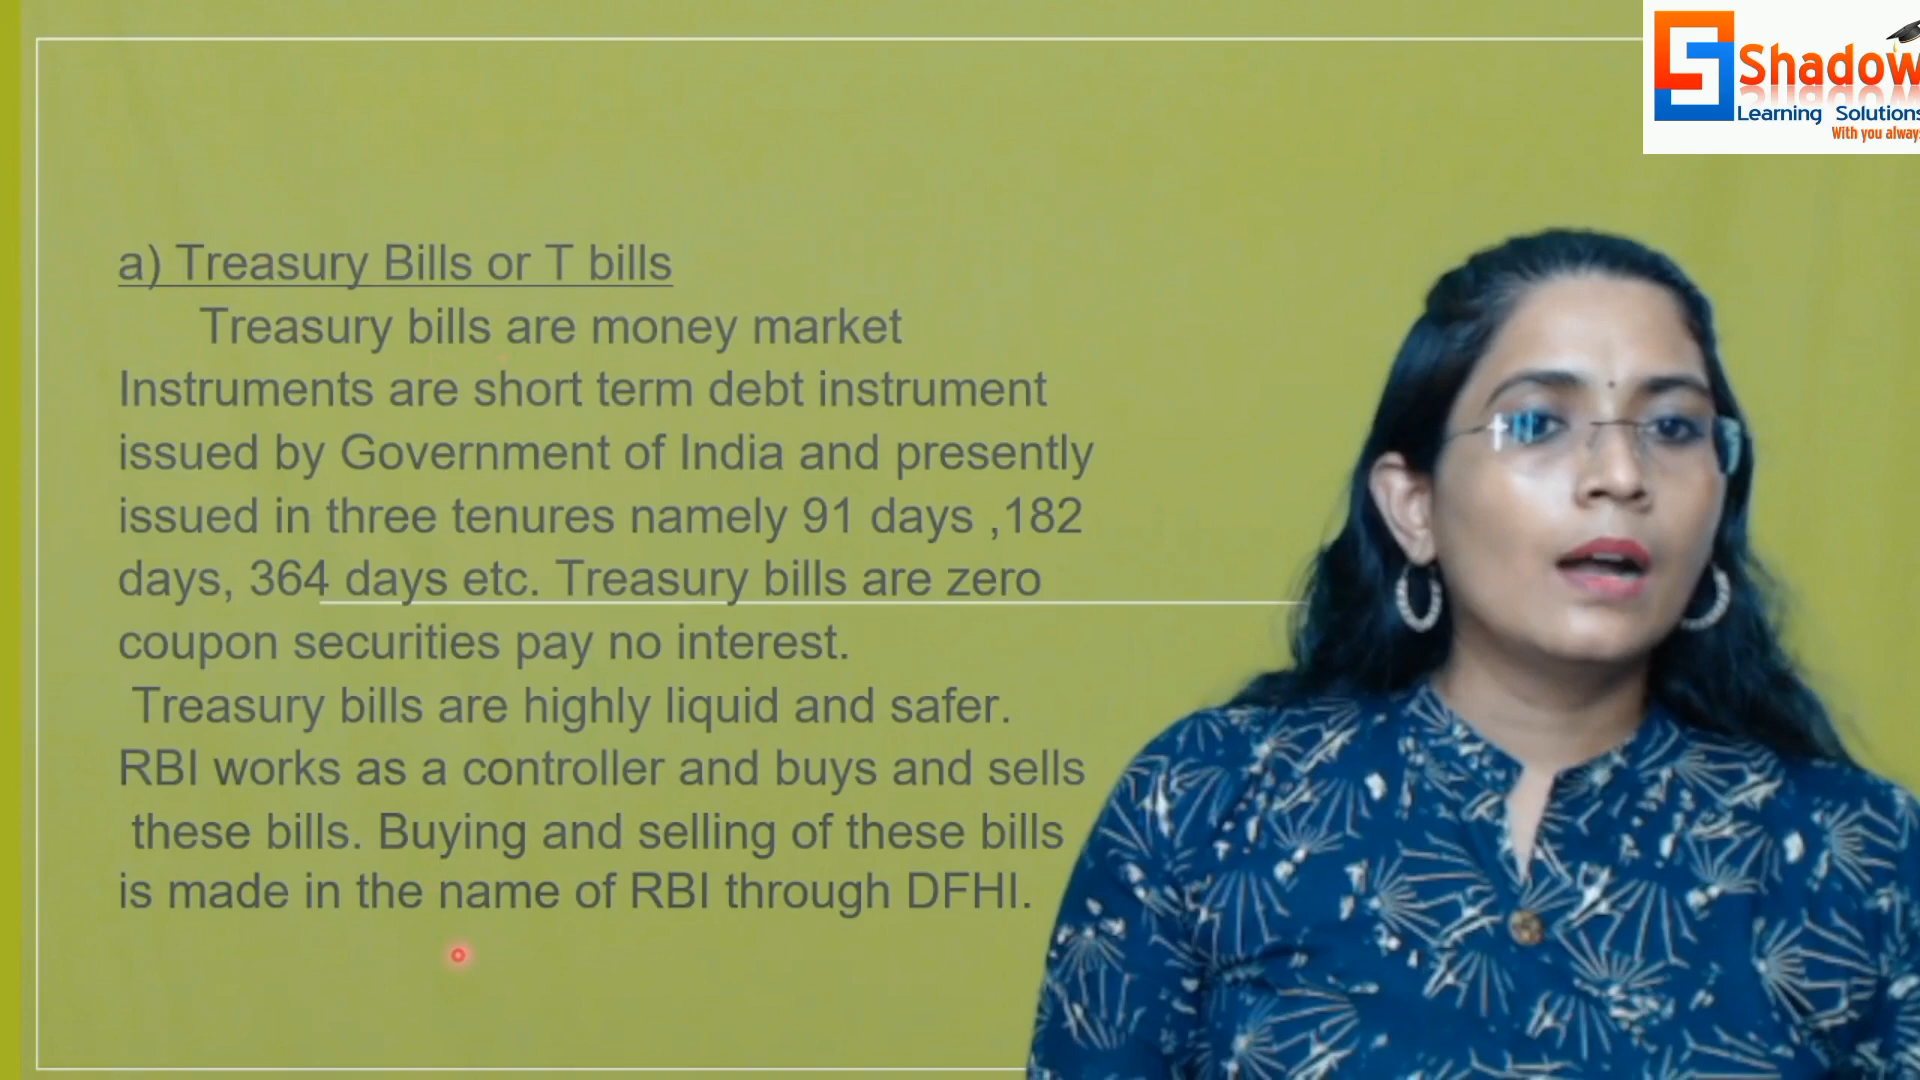 Shadow
Learning Solutions
With you always
a) Treasury Bills or T bills
Treasury bills are money market
Instruments are short term debt instrument
issued by Government of India and presently
issued in three tenures namely 91 days ,182
days, 364 days etc. Treasury bills are zero
coupon securities pay no interest.
Treasury bills are highly liquid and safer.
RBI works as a controller and buys and sells
these bills. Buying and selling of these bills
is made in the name of RBI through DFHI.